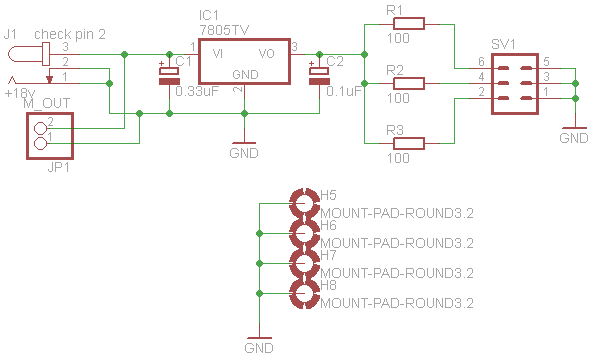 J1 check pin 2
3
2
1
+18v
M_OUT
2
1
JP1
IC1
7805TV
1
VI
VO
3
GND
2
+
C1
0.33uF
+
C2
0.1uF
GND
R1
100
R2
100
R3
100
SV1
6
5
4
3
2
1
GND
H5
MOUNT-PAD-ROUND3.2
H6
MOUNT-PAD-ROUND3.2
H7
MOUNT-PAD-ROUND3.2
H8
MOUNT-PAD-ROUND3.2
GND